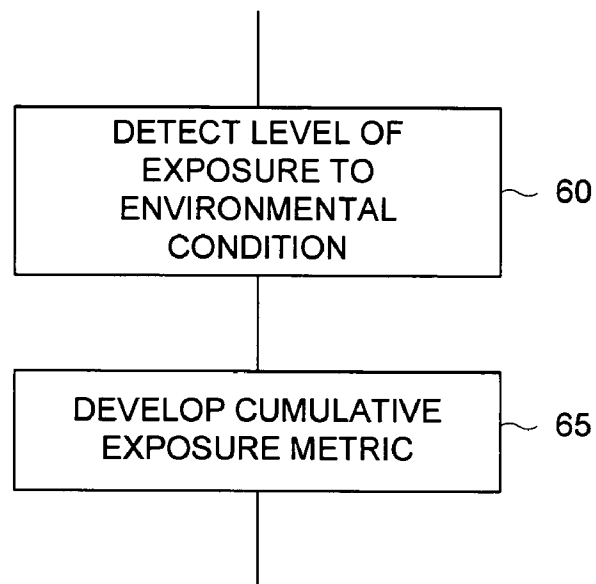 DETECT LEVEL OF
EXPOSURE TO
ENVIRONMENTAL
CONDITION
60
DEVELOP CUMULATIVE
EXPOSURE METRIC
65